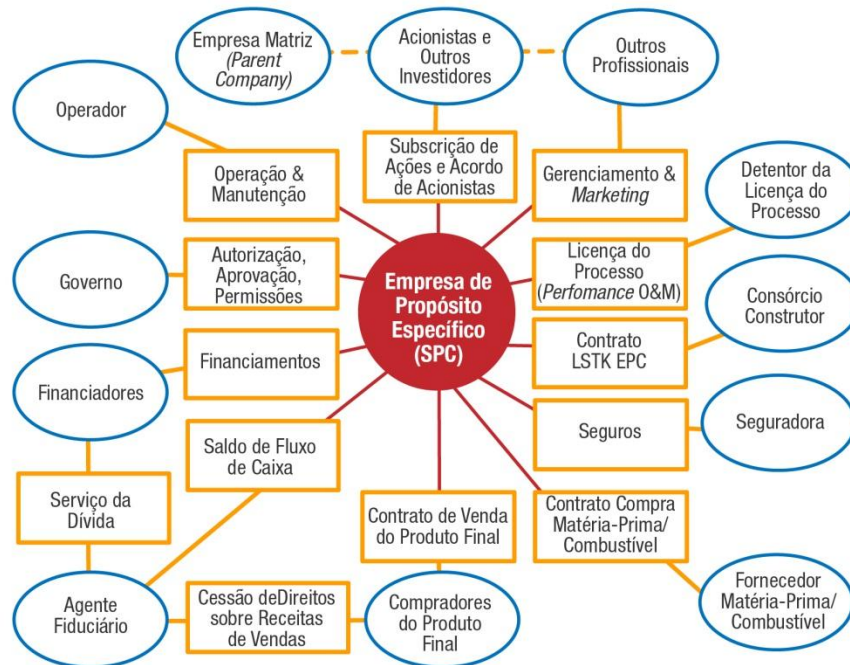 Empresa Matriz
(Parent
Company)
Acionistas e
Outros
Investidores
Outros
Profissionais
Operador
Operação &
Manutenção
Subscrição de
Ações e Acordo
de Acionistas
Gerenciamento &
Marketing
Detentor da
Licença do
Processo
Governo
Autorização,
Aprovação,
Permissões
Empresa de
Propósito
Específico
(SPC)
Licença do
Processo
(Perfomance O&M)
Consórcio
Construtor
Financiadores
Financiamentos
Contrato
LSTK EPC
Saldo de Fluxo
de Caixa
Seguros
Seguradora
Serviço da
Dívida
Contrato de Venda
do Produto Final
Contrato Compra
Matéria-Prima/
Combustível
Agente
Fiduciário
Cessão deDireitos
sobre Receitas
de Vendas
Compradores
do Produto
Final
Fornecedor
Matéria-Prima/
Combustível